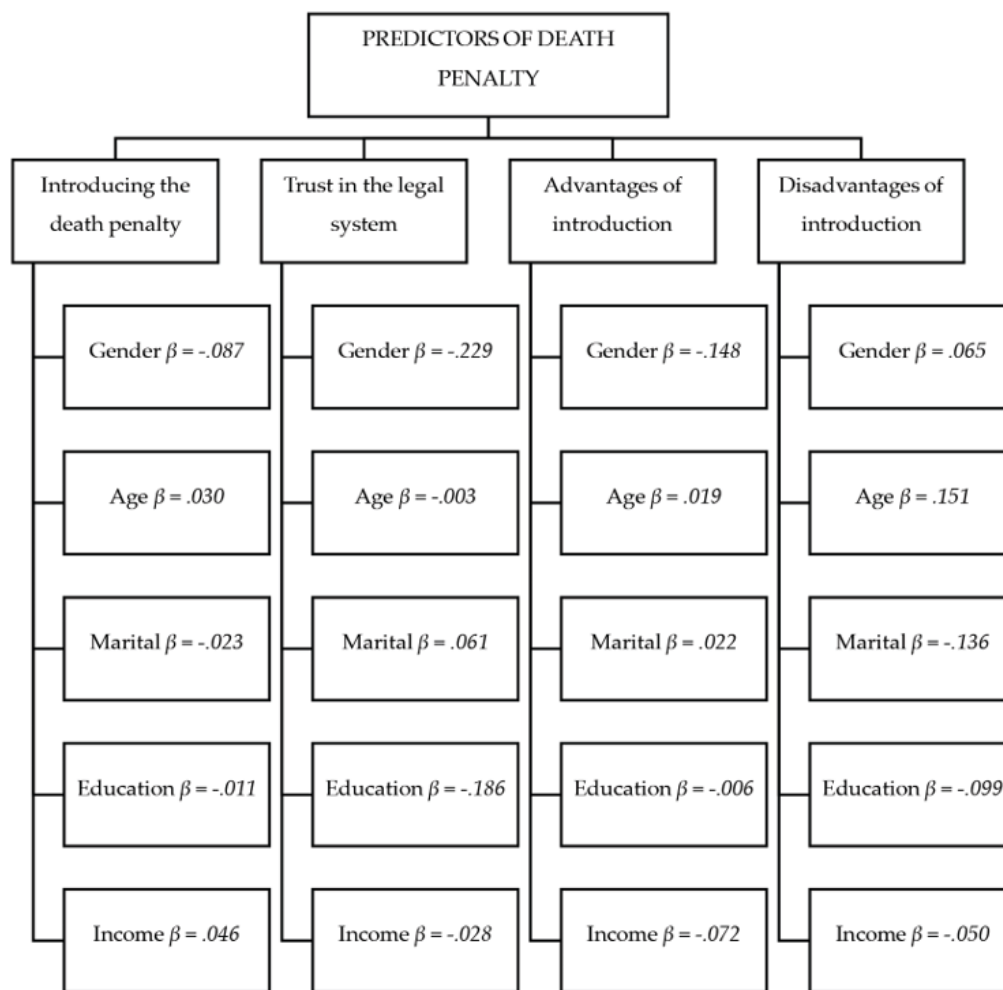 PREDICTORS OF DEATH
PENALTY
Introducing the
death penalty
Trust in the legal
system
Advantages of
introduction
Disadvantages of
introduction
Gender β = -.087
Gender β = -.229
Gender β = -.148
Gender β = .065
Age β = .030
Age β = -.003
Age β = .019
Age β = .151
Marital β = -.023
Marital β = .061
Marital β = .022
Marital β = -.136
Education β = -.011
Education β = -.186
Education β = -.006
Education β = -.099
Income β = .046
Income β = -.028
Income β = -.072
Income β = -.050